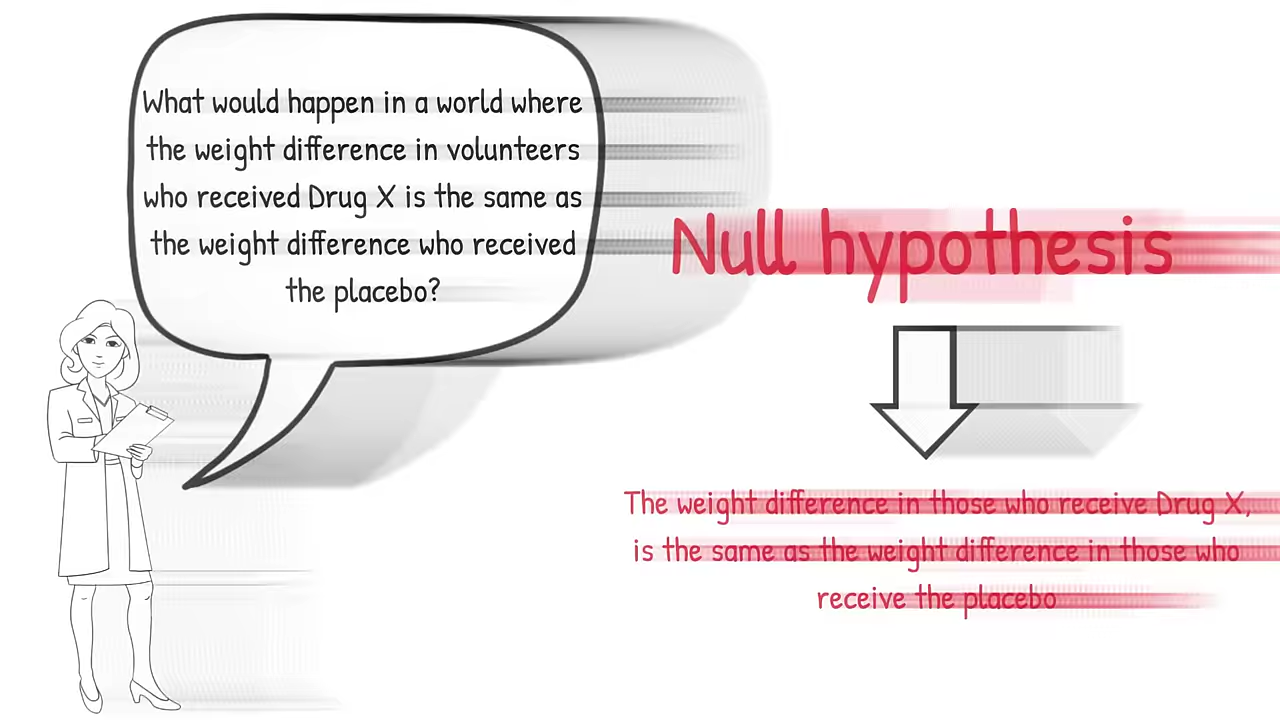 What would happen in a world where
the weight difference in volunteers
who received Drug X is the same as
the weight difference who received
the placebo?
Null hypothesis
The weight difference in those who receive Drug X,
is the same as the weight difference in those who
receive the placebo